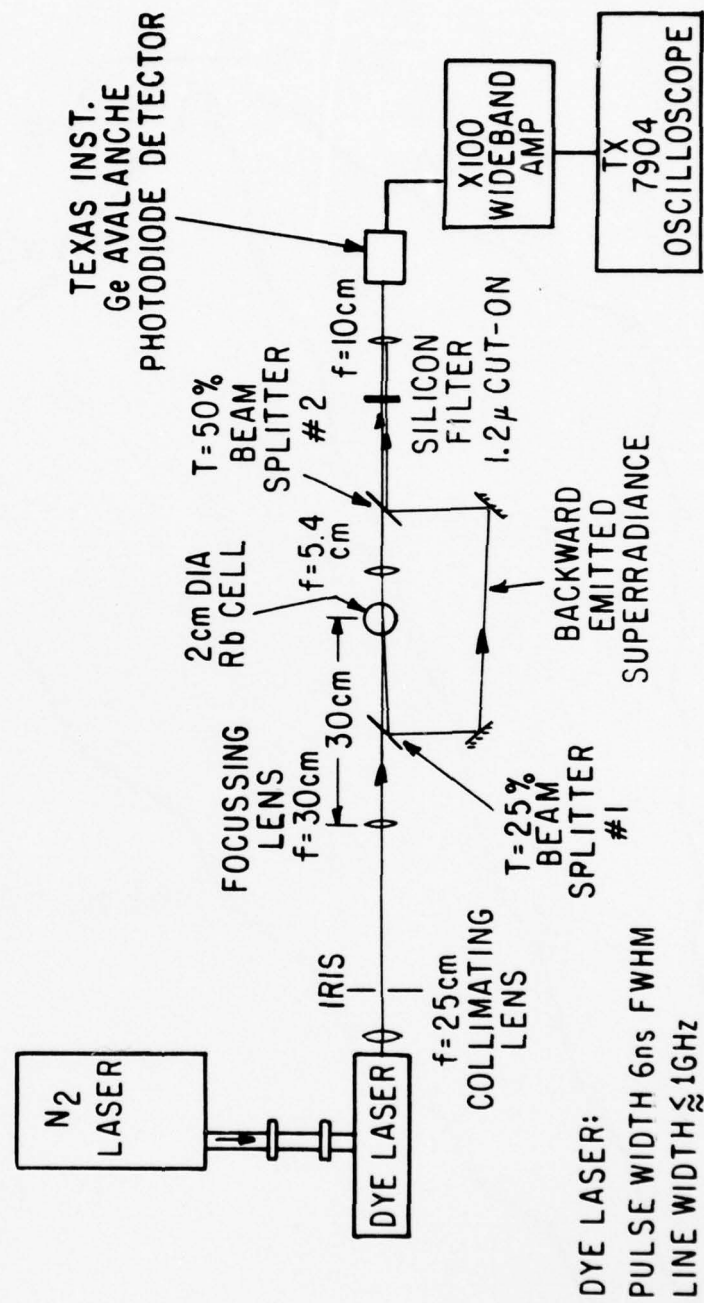 N2
LASER
DYE LASER
IRIS
f=25cm
COLLIMATING
LENS
FOCUSSING
LENS
f=30cm
30cm
2cm DIA
Rb CELL
f=5.4
cm
T=50%
BEAM
SPLITTER
#2
f=10cm
TEXAS INST.
Ge AVALANCHE
PHOTODIODE DETECTOR
SILICON
FILTER
1.2μ CUT-ON
T=25%
BEAM
SPLITTER
#1
BACKWARD
EMITTED
SUPERRADIANCE
X100
WIDEBAND
AMP
TX
7904
OSCILLOSCOPE
DYE LASER:
PULSE WIDTH 6ns FWHM
LINE WIDTH ≲ 1GHz